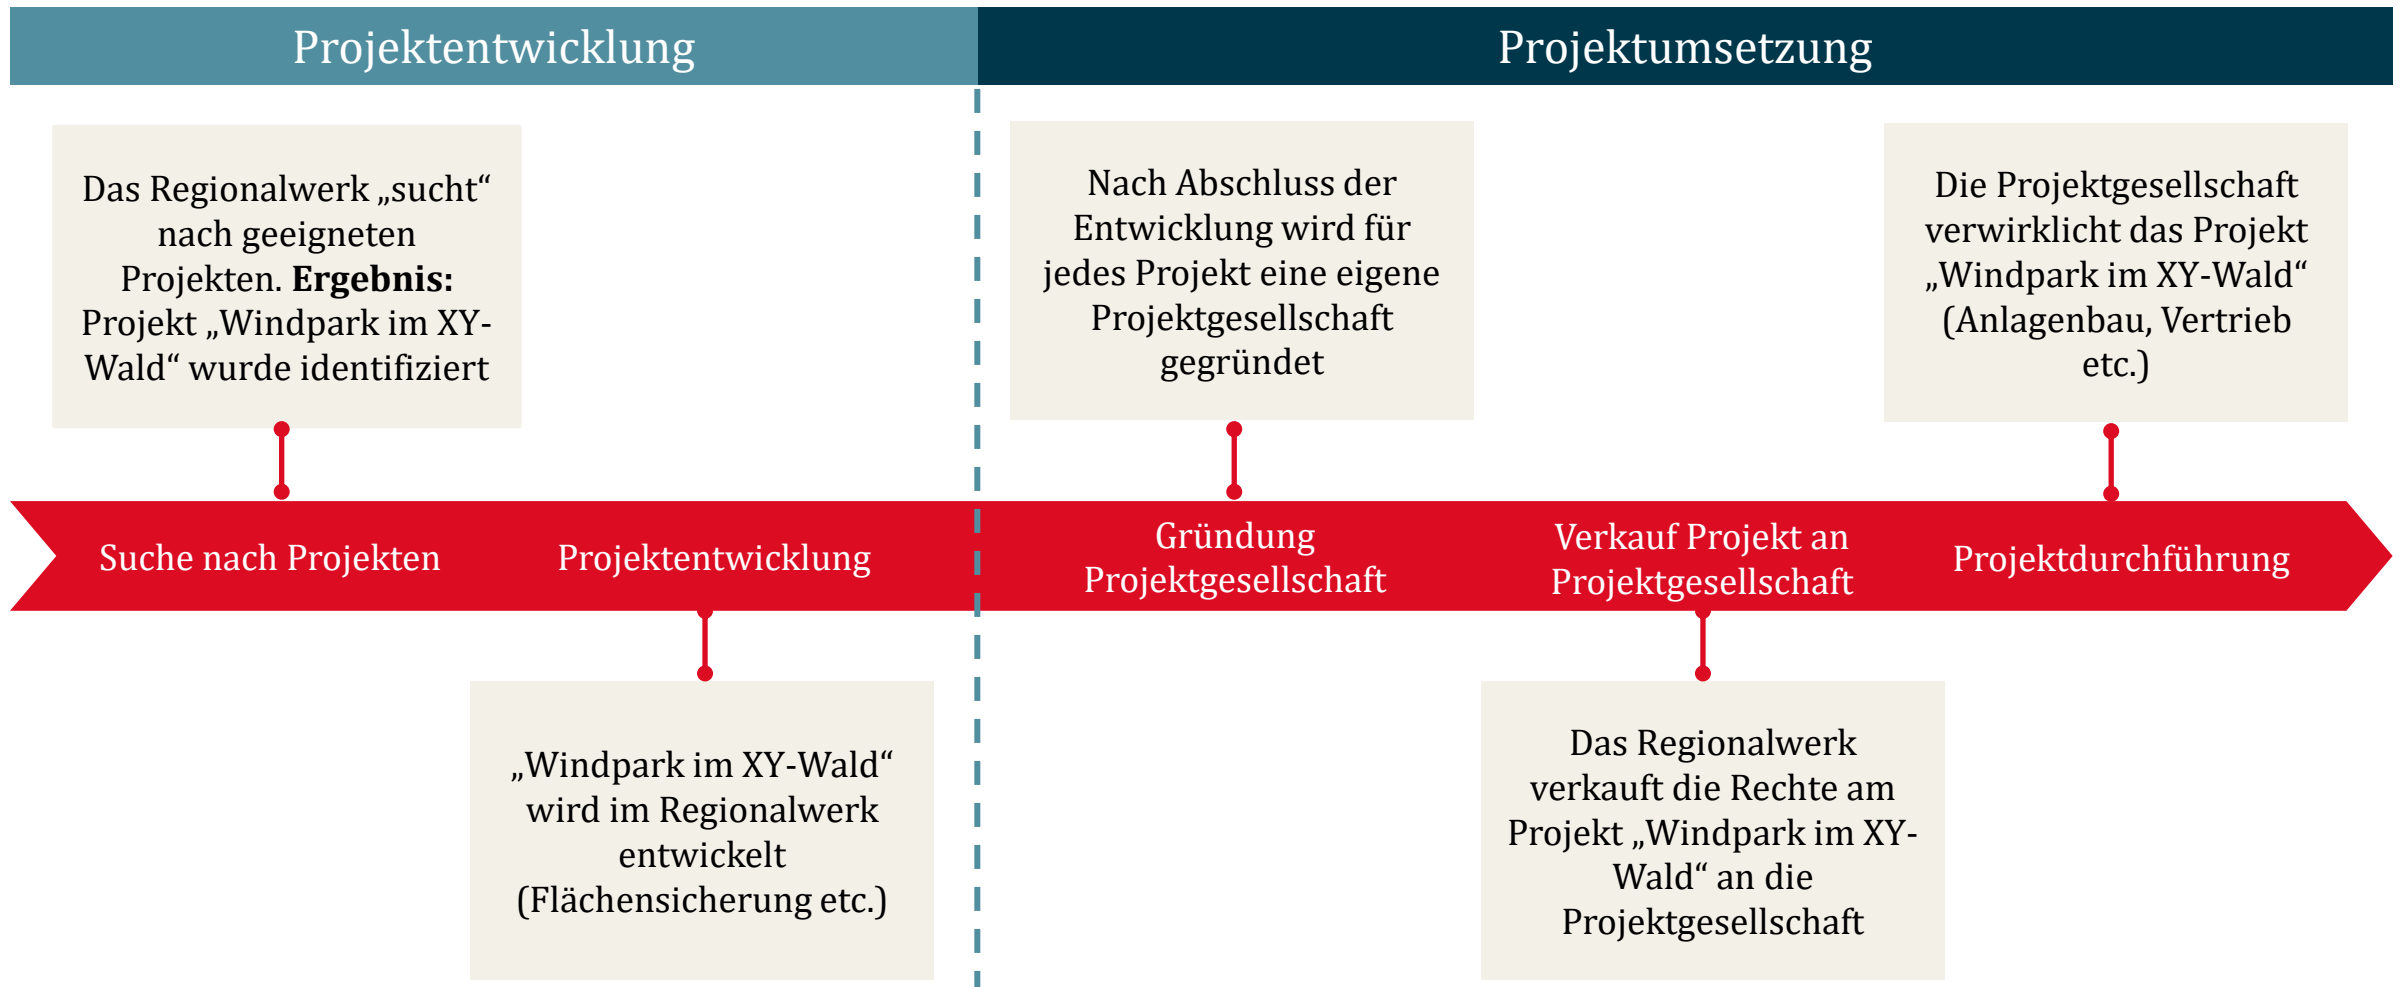 Projektentwicklung
Projektumsetzung
Das Regionalwerk „sucht“
nach geeigneten
Projekten. Ergebnis:
Projekt „Windpark im XY-
Wald“ wurde identifiziert
Nach Abschluss der
Entwicklung wird für
jedes Projekt eine eigene
Projektgesellschaft
gegründet
Die Projektgesellschaft
verwirklicht das Projekt
„Windpark im XY-Wald“
(Anlagenbau, Vertrieb
etc.)
Suche nach Projekten
Projektentwicklung
Gründung
Projektgesellschaft
Verkauf Projekt an
Projektgesellschaft
Projektdurchführung
„Windpark im XY-Wald“
wird im Regionalwerk
entwickelt
(Flächensicherung etc.)
Das Regionalwerk
verkauft die Rechte am
Projekt „Windpark im XY-
Wald“ an die
Projektgesellschaft